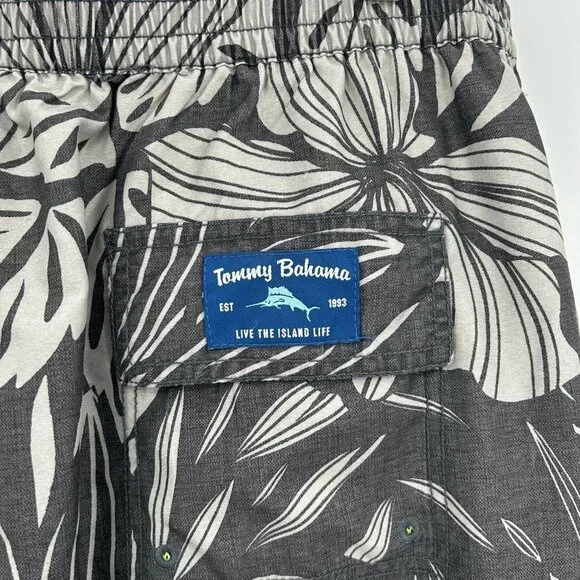 Tommy Bahama
EST 1993
LIVE THE ISLAND LIFE